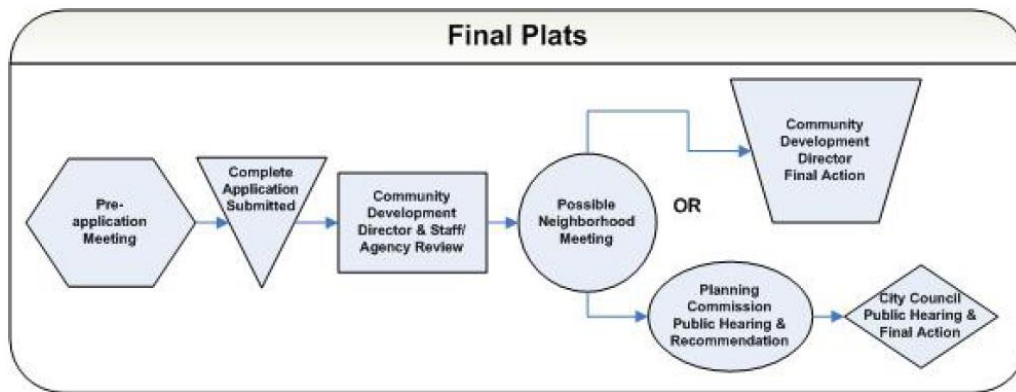 Final Plats
Pre-
application
Meeting
Complete
Application
Submitted
Community
Development
Director & Staff/
Agency Review
Possible
Neighborhood
Meeting
OR
Community
Development
Director
Final Action
Planning
Commission
Public Hearing &
Recommendation
City Council
Public Hearing &
Final Action